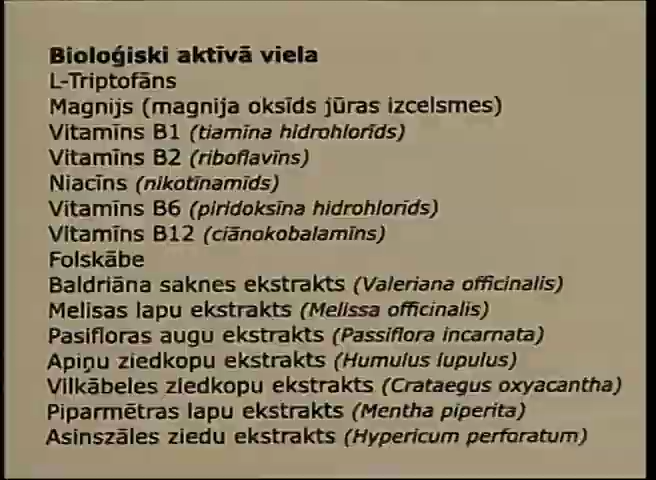 Bioloģiski aktīvā viela
L-Triptofāns
Magnijs (magnija oksīds jūras izcelsmes)
Vitamīns B1 (tiamīna hidrohlorīds)
Vitamīns B2 (riboflavīns)
Niacīns (nikotīnamīds)
Vitamīns B6 (piridoksīna hidrohlorīds)
Vitamīns B12 (ciānokobalamīns)
Folskābe
Baldriāna saknes ekstrakts (Valeriana officinalis)
Melisas lapu ekstrakts (Melissa officinalis)
Pasifloras augu ekstrakts (Passiflora incarnata)
Apiņu ziedkopu ekstrakts (Humulus lupulus)
Vilkābeles ziedkopu ekstrakts (Crataegus oxyacantha)
Piparmētras lapu ekstrakts (Mentha piperita)
Asinszāles ziedu ekstrakts (Hypericum perforatum)